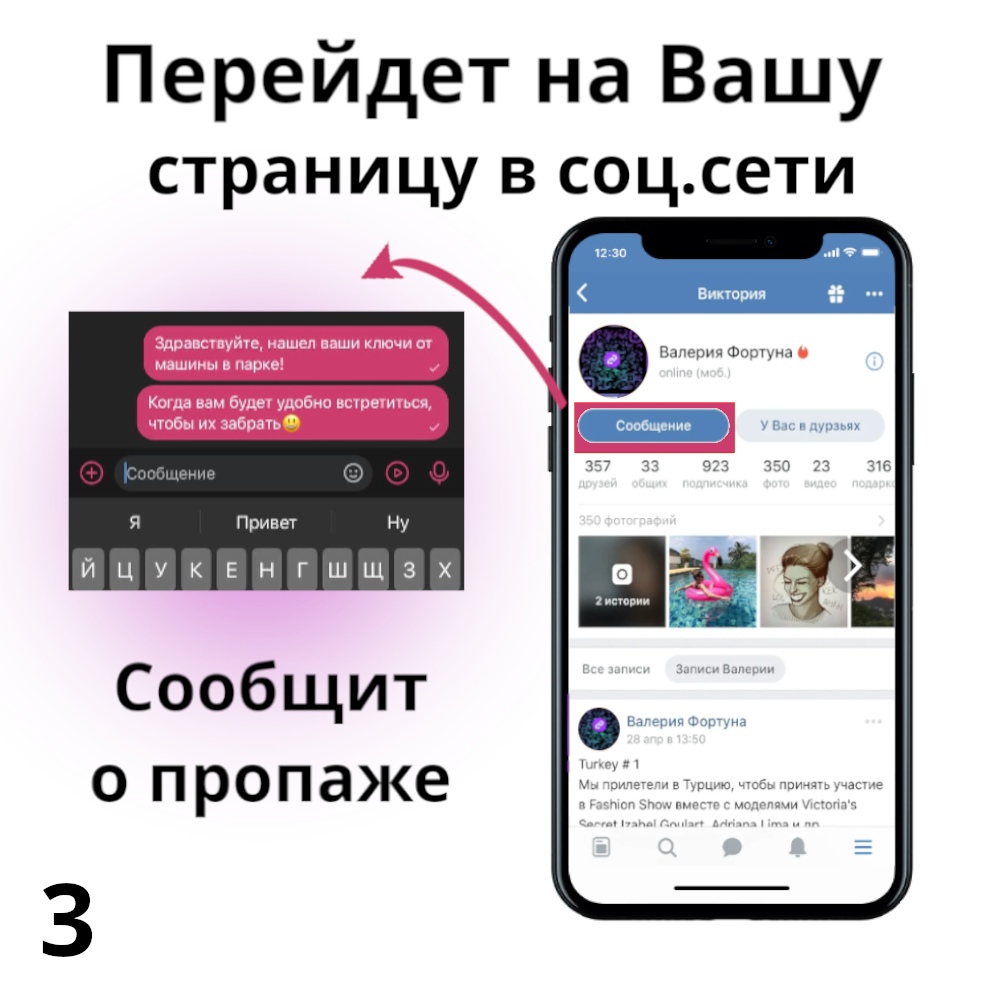 Перейдет на Вашу
страницу в соц.сети
Здравствуйте, нашел ваши ключи от
машины в парке!
Когда вам будет удобно встретиться,
чтобы их забрать😃
Сообщение
Я Привет Ну
Й Ц У К Е Н Г Ш Щ З Х
Сообщит
о пропаже
3
12:30
Виктория
Валерия Фортуна
online (моб.)
Сообщение У Вас в дурзьях
357 33 923 350 23 316
друзей общих подписчика фото видео подарко
350 фотографий
2 истории
Все записи Записи Валерии
Валерия Фортуна
28 апр в 13:50
Turkey # 1
Мы прилетели в Турцию, чтобы принять участие
в Fashion Show вместе с моделями Victoria's
Secret Izabel Goulart, Adriana Lima и др.